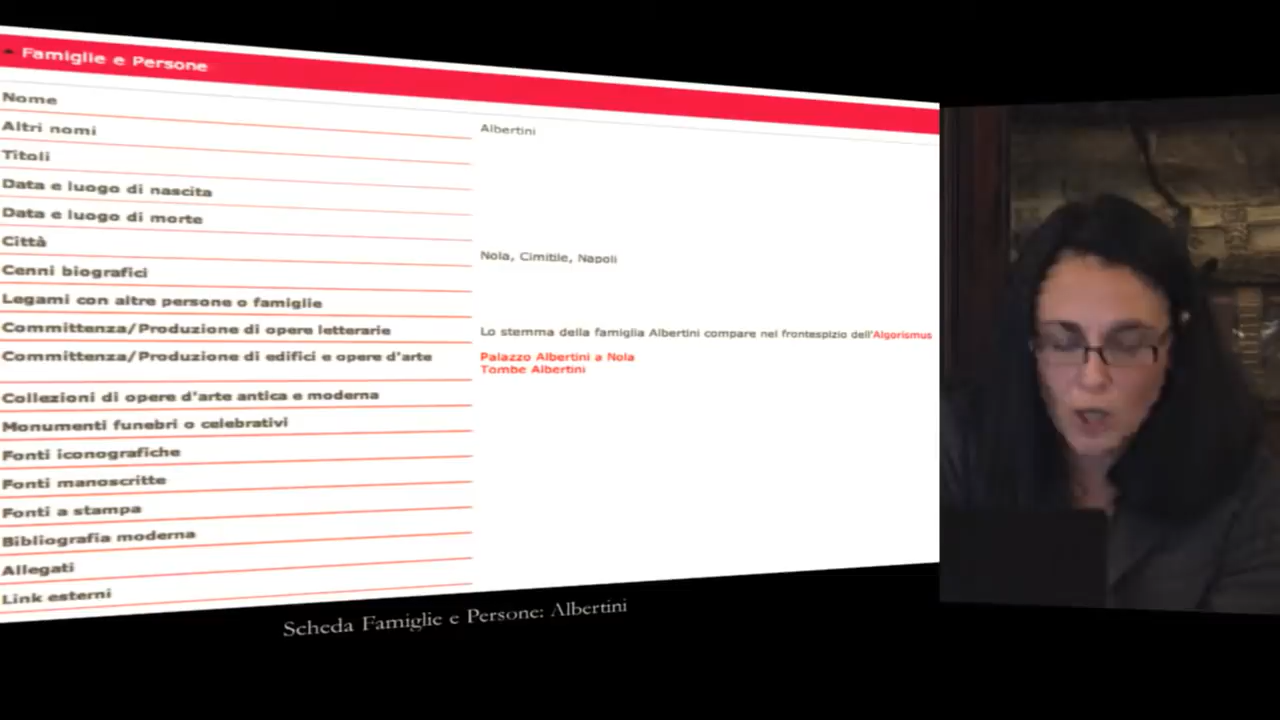 Famiglie e Persone
Nome
Albertini
Altri nomi
Titoli
Data e luogo di nascita
Data e luogo di morte
Città
Nola, Cimitile, Napoli
Cenni biografici
Legami con altre persone o famiglie
Committenza/Produzione di opere letterarie
Lo stemma della famiglia Albertini compare nel frontespizio dell'Algorismus
Committenza/Produzione di edifici e opere d'arte
Palazzo Albertini a Nola
Tombe Albertini
Collezioni di opere d'arte antica e moderna
Monumenti funebri o celebrativi
Fonti iconografiche
Fonti manoscritte
Fonti a stampa
Bibliografia moderna
Allegati
Link esterni
Scheda Famiglie e Persone: Albertini